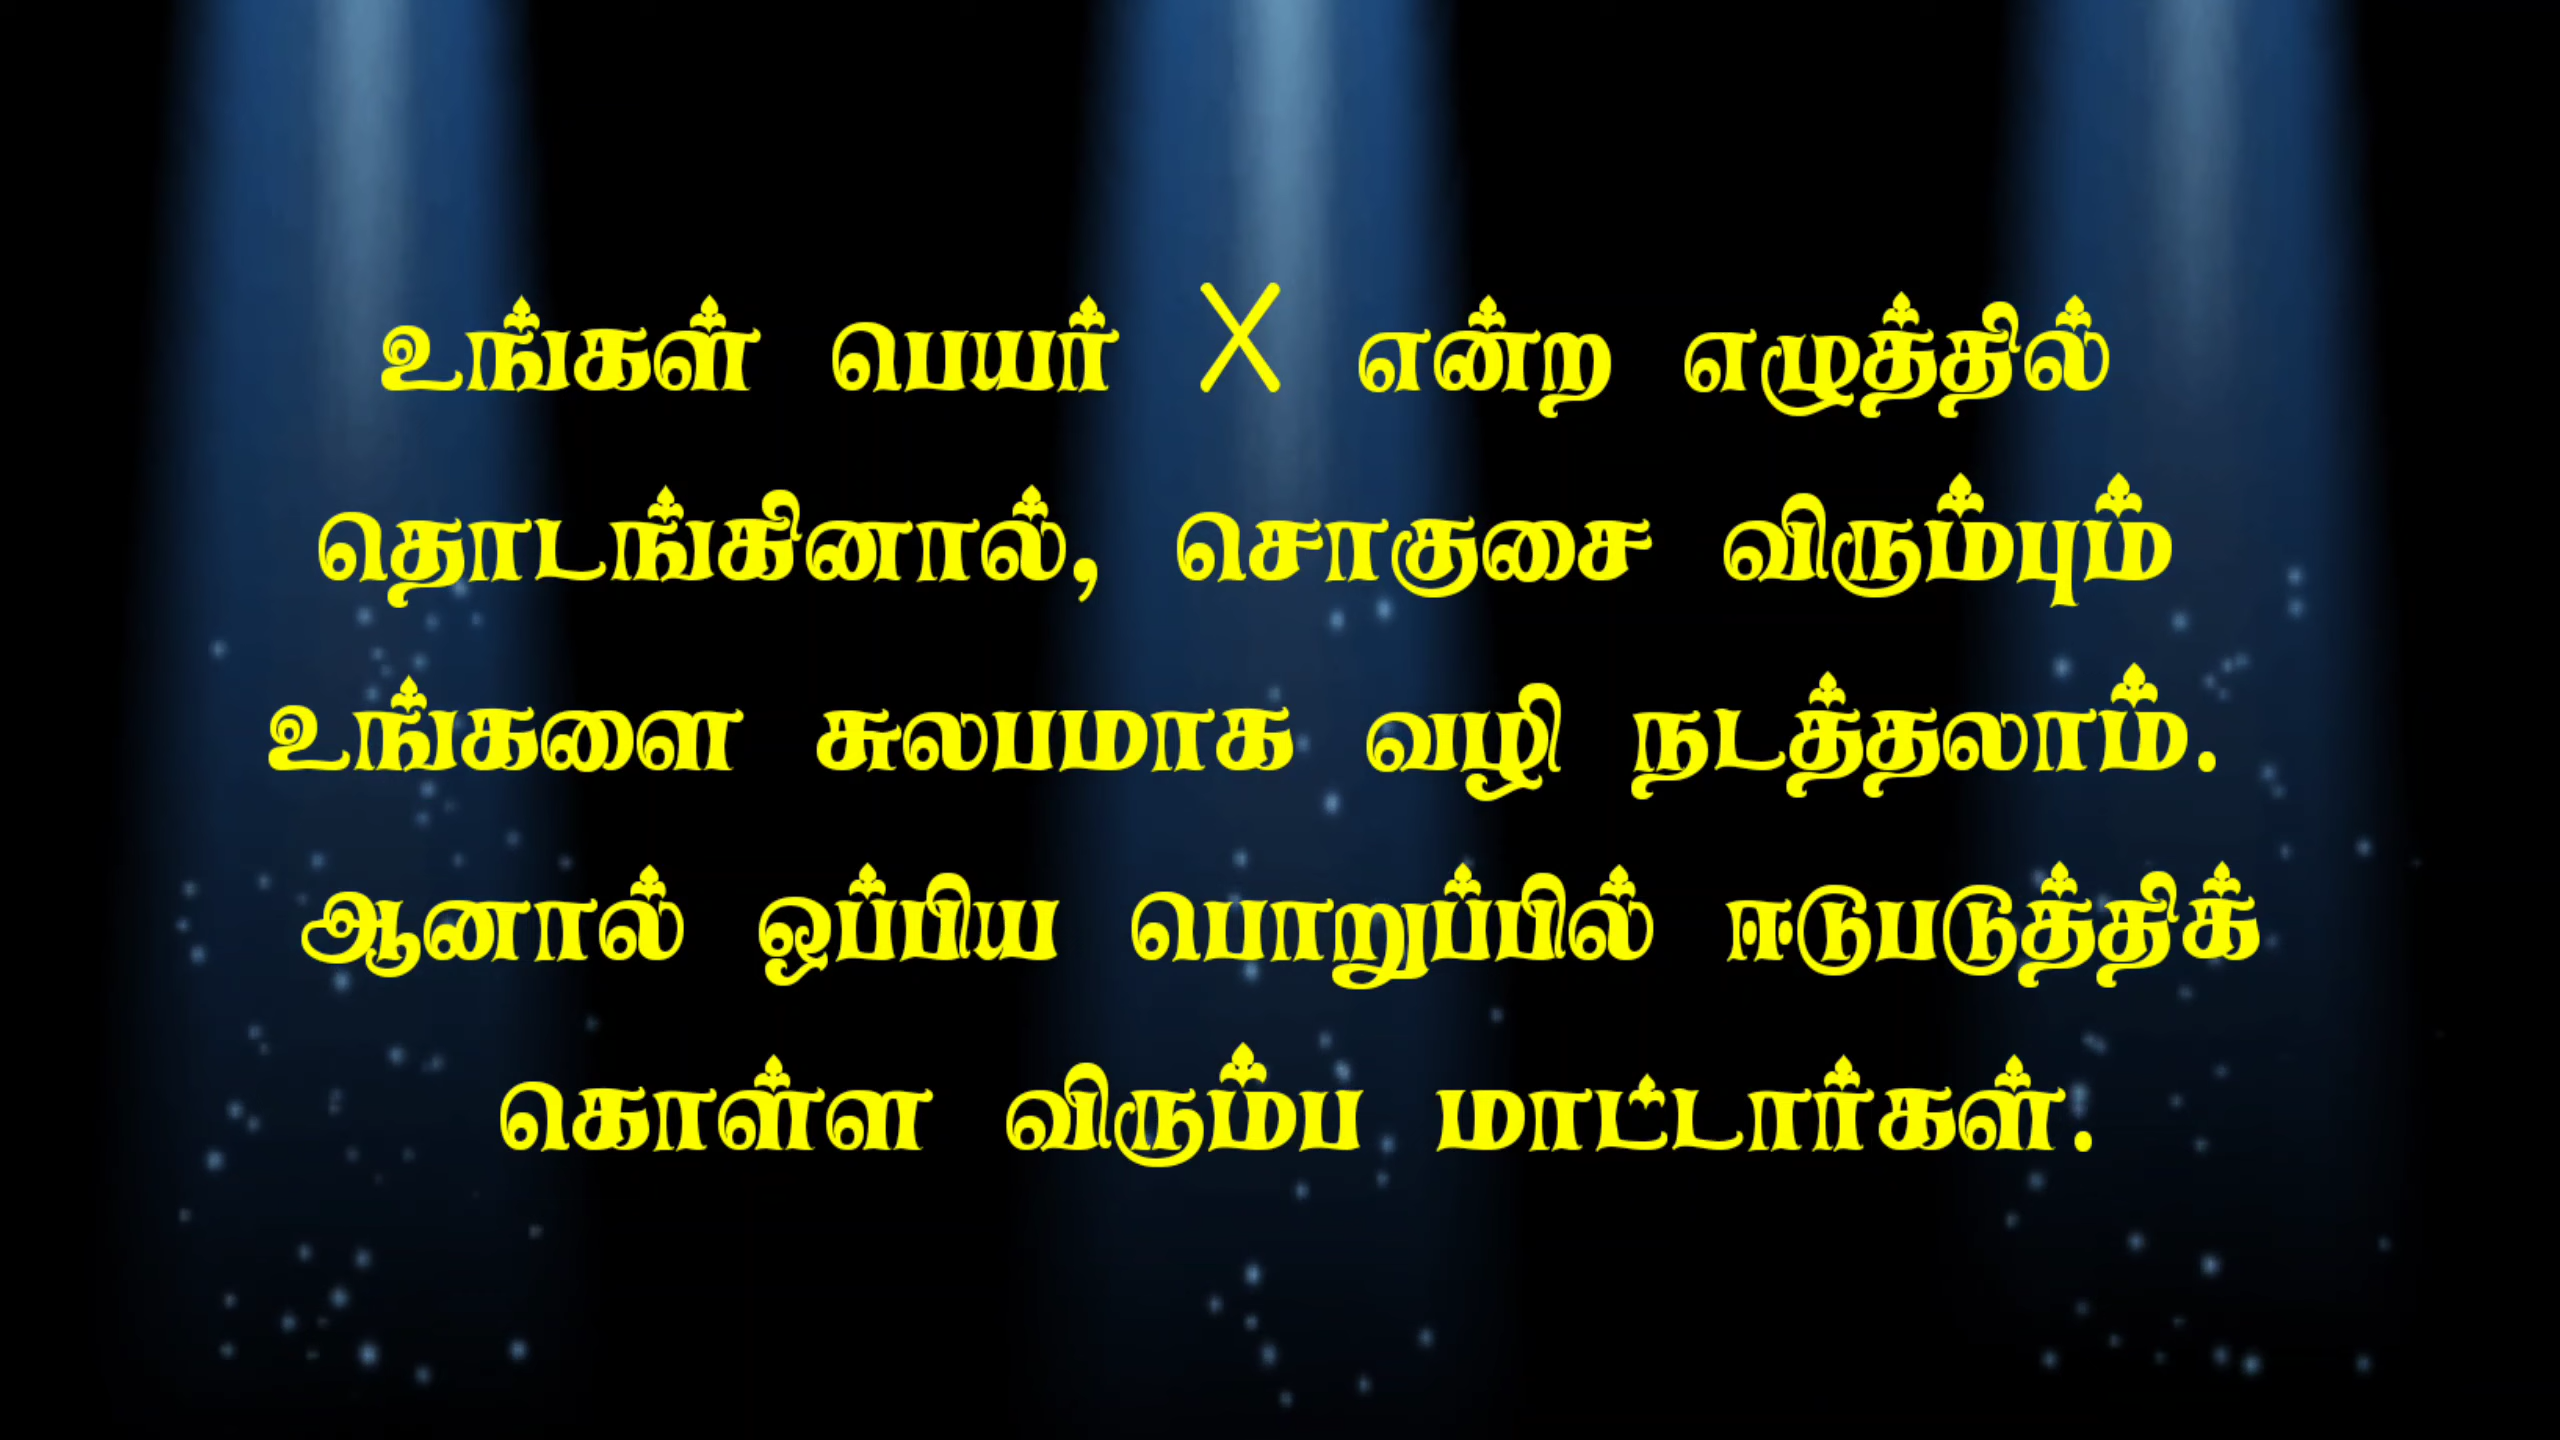 உங்கள் பெயர் X என்ற எழுத்தில்
தொடங்கினால், சொகுசை விரும்பும்
உங்களை சுலபமாக வழி நடத்தலாம்.
ஆனால் ஒப்பிய பொறுப்பில் ஈடுபடுத்திக்
கொள்ள விரும்ப மாட்டார்கள்.